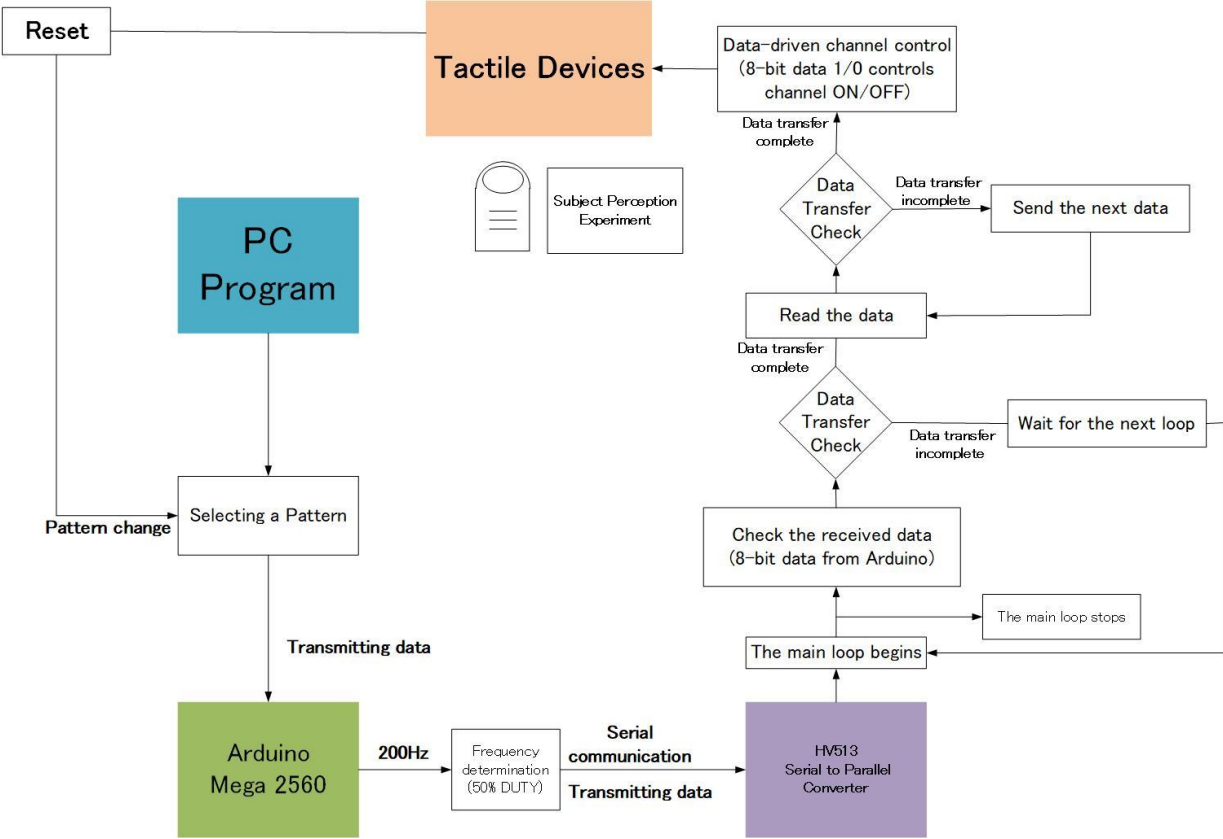 Reset
Tactile Devices
Data-driven channel control
(8-bit data 1/0 controls
channel ON/OFF)
Data transfer
complete
Data
Transfer
Check
Data transfer
incomplete
Send the next data
Subject Perception
Experiment
PC
Program
Read the data
Data transfer
complete
Data
Transfer
Check
Data transfer
incomplete
Wait for the next loop
Pattern change
Selecting a Pattern
Check the received data
(8-bit data from Arduino)
The main loop stops
The main loop begins
Transmitting data
Arduino
Mega 2560
200Hz
Frequency
determination
(50% DUTY)
Serial
communication
Transmitting data
HV513
Serial to Parallel
Converter